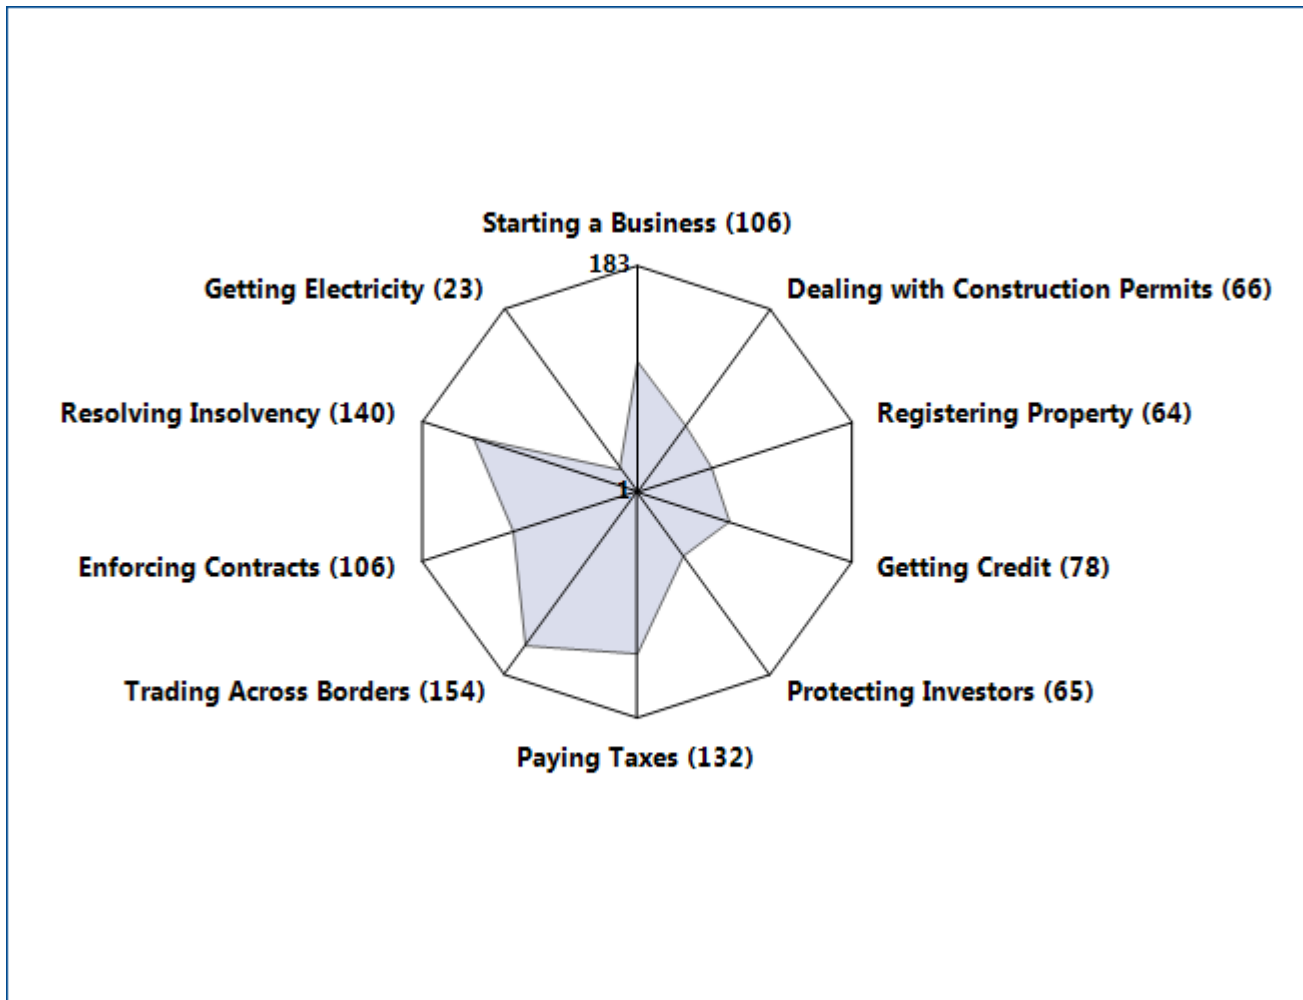 Starting a Business (106)
183
Getting Electricity (23)
Dealing with Construction Permits (66)
Resolving Insolvency (140)
Registering Property (64)
1
Enforcing Contracts (106)
Getting Credit (78)
Trading Across Borders (154)
Protecting Investors (65)
Paying Taxes (132)